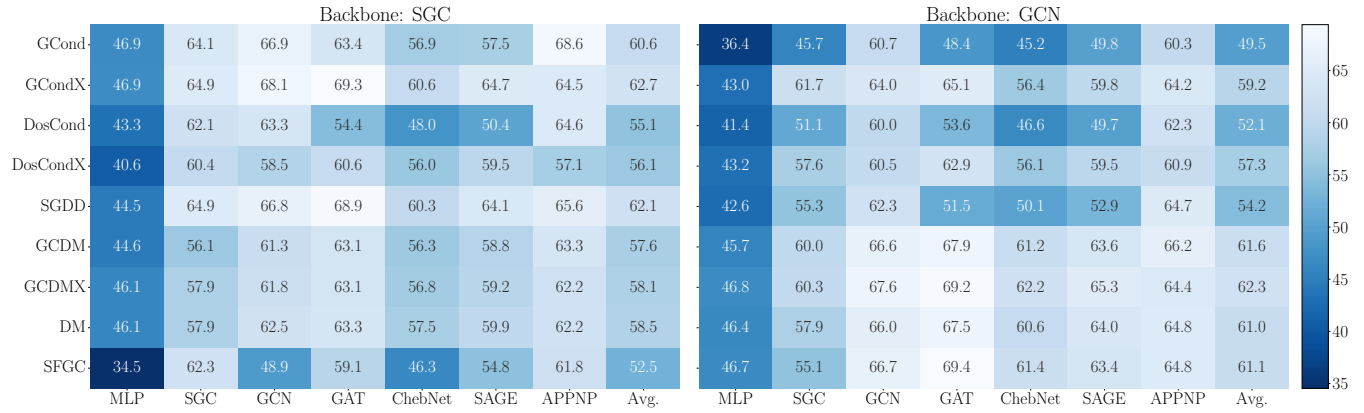 Backbone: SGC Backbone: GCN
GCond 46.9 64.1 66.9 63.4 56.9 57.5 68.6 60.6 36.4 45.7 60.7 48.4 45.2 49.8 60.3 49.5
GCondX 46.9 64.9 68.1 69.3 60.6 64.7 64.5 62.7 43.0 61.7 64.0 65.1 56.4 59.8 64.2 59.2
DosCond 43.3 62.1 63.3 54.4 48.0 50.4 64.6 55.1 41.4 51.1 60.0 53.6 46.6 49.7 62.3 52.1
DosCondX 40.6 60.4 58.5 60.6 56.0 59.5 57.1 56.1 43.2 57.6 60.5 62.9 56.1 59.5 60.9 57.3
SGDD 44.5 64.9 66.8 68.9 60.3 64.1 65.6 62.1 42.6 55.3 62.3 51.5 50.1 52.9 64.7 54.2
GCDM 44.6 56.1 61.3 63.1 56.3 58.8 63.3 57.6 45.7 60.0 66.6 67.9 61.2 63.6 66.2 61.6
GCDMX 46.1 57.9 61.8 63.1 56.8 59.2 62.2 58.1 46.8 60.3 67.6 69.2 62.2 65.3 64.4 62.3
DM 46.1 57.9 62.5 63.3 57.5 59.9 62.2 58.5 46.4 57.9 66.0 67.5 60.6 64.0 64.8 61.0
SFGC 34.5 62.3 48.9 59.1 46.3 54.8 61.8 52.5 46.7 55.1 66.7 69.4 61.4 63.4 64.8 61.1
MLP SGC GCN GAT ChebNet SAGE APPNP Avg. MLP SGC GCN GAT ChebNet SAGE APPNP Avg.
65
60
55
50
45
40
35